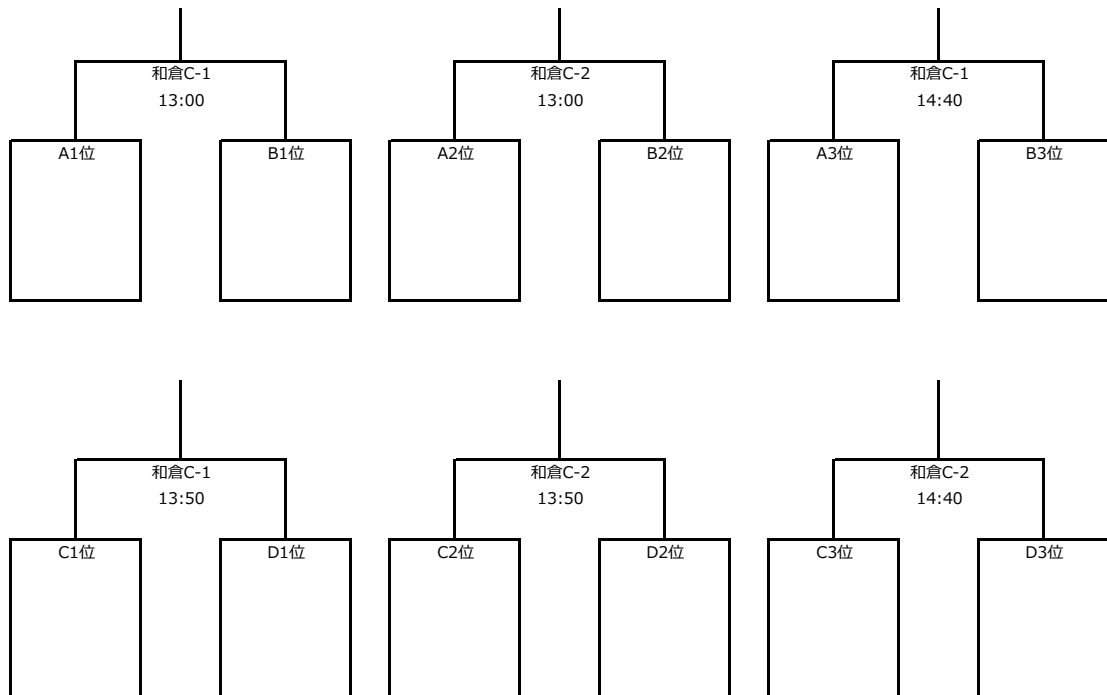 和倉C-1
13:00
A1位
B1位
和倉C-2
13:00
A2位
B2位
和倉C-1
14:40
A3位
B3位
和倉C-1
13:50
C1位
D1位
和倉C-2
13:50
C2位
D2位
和倉C-2
14:40
C3位
D3位